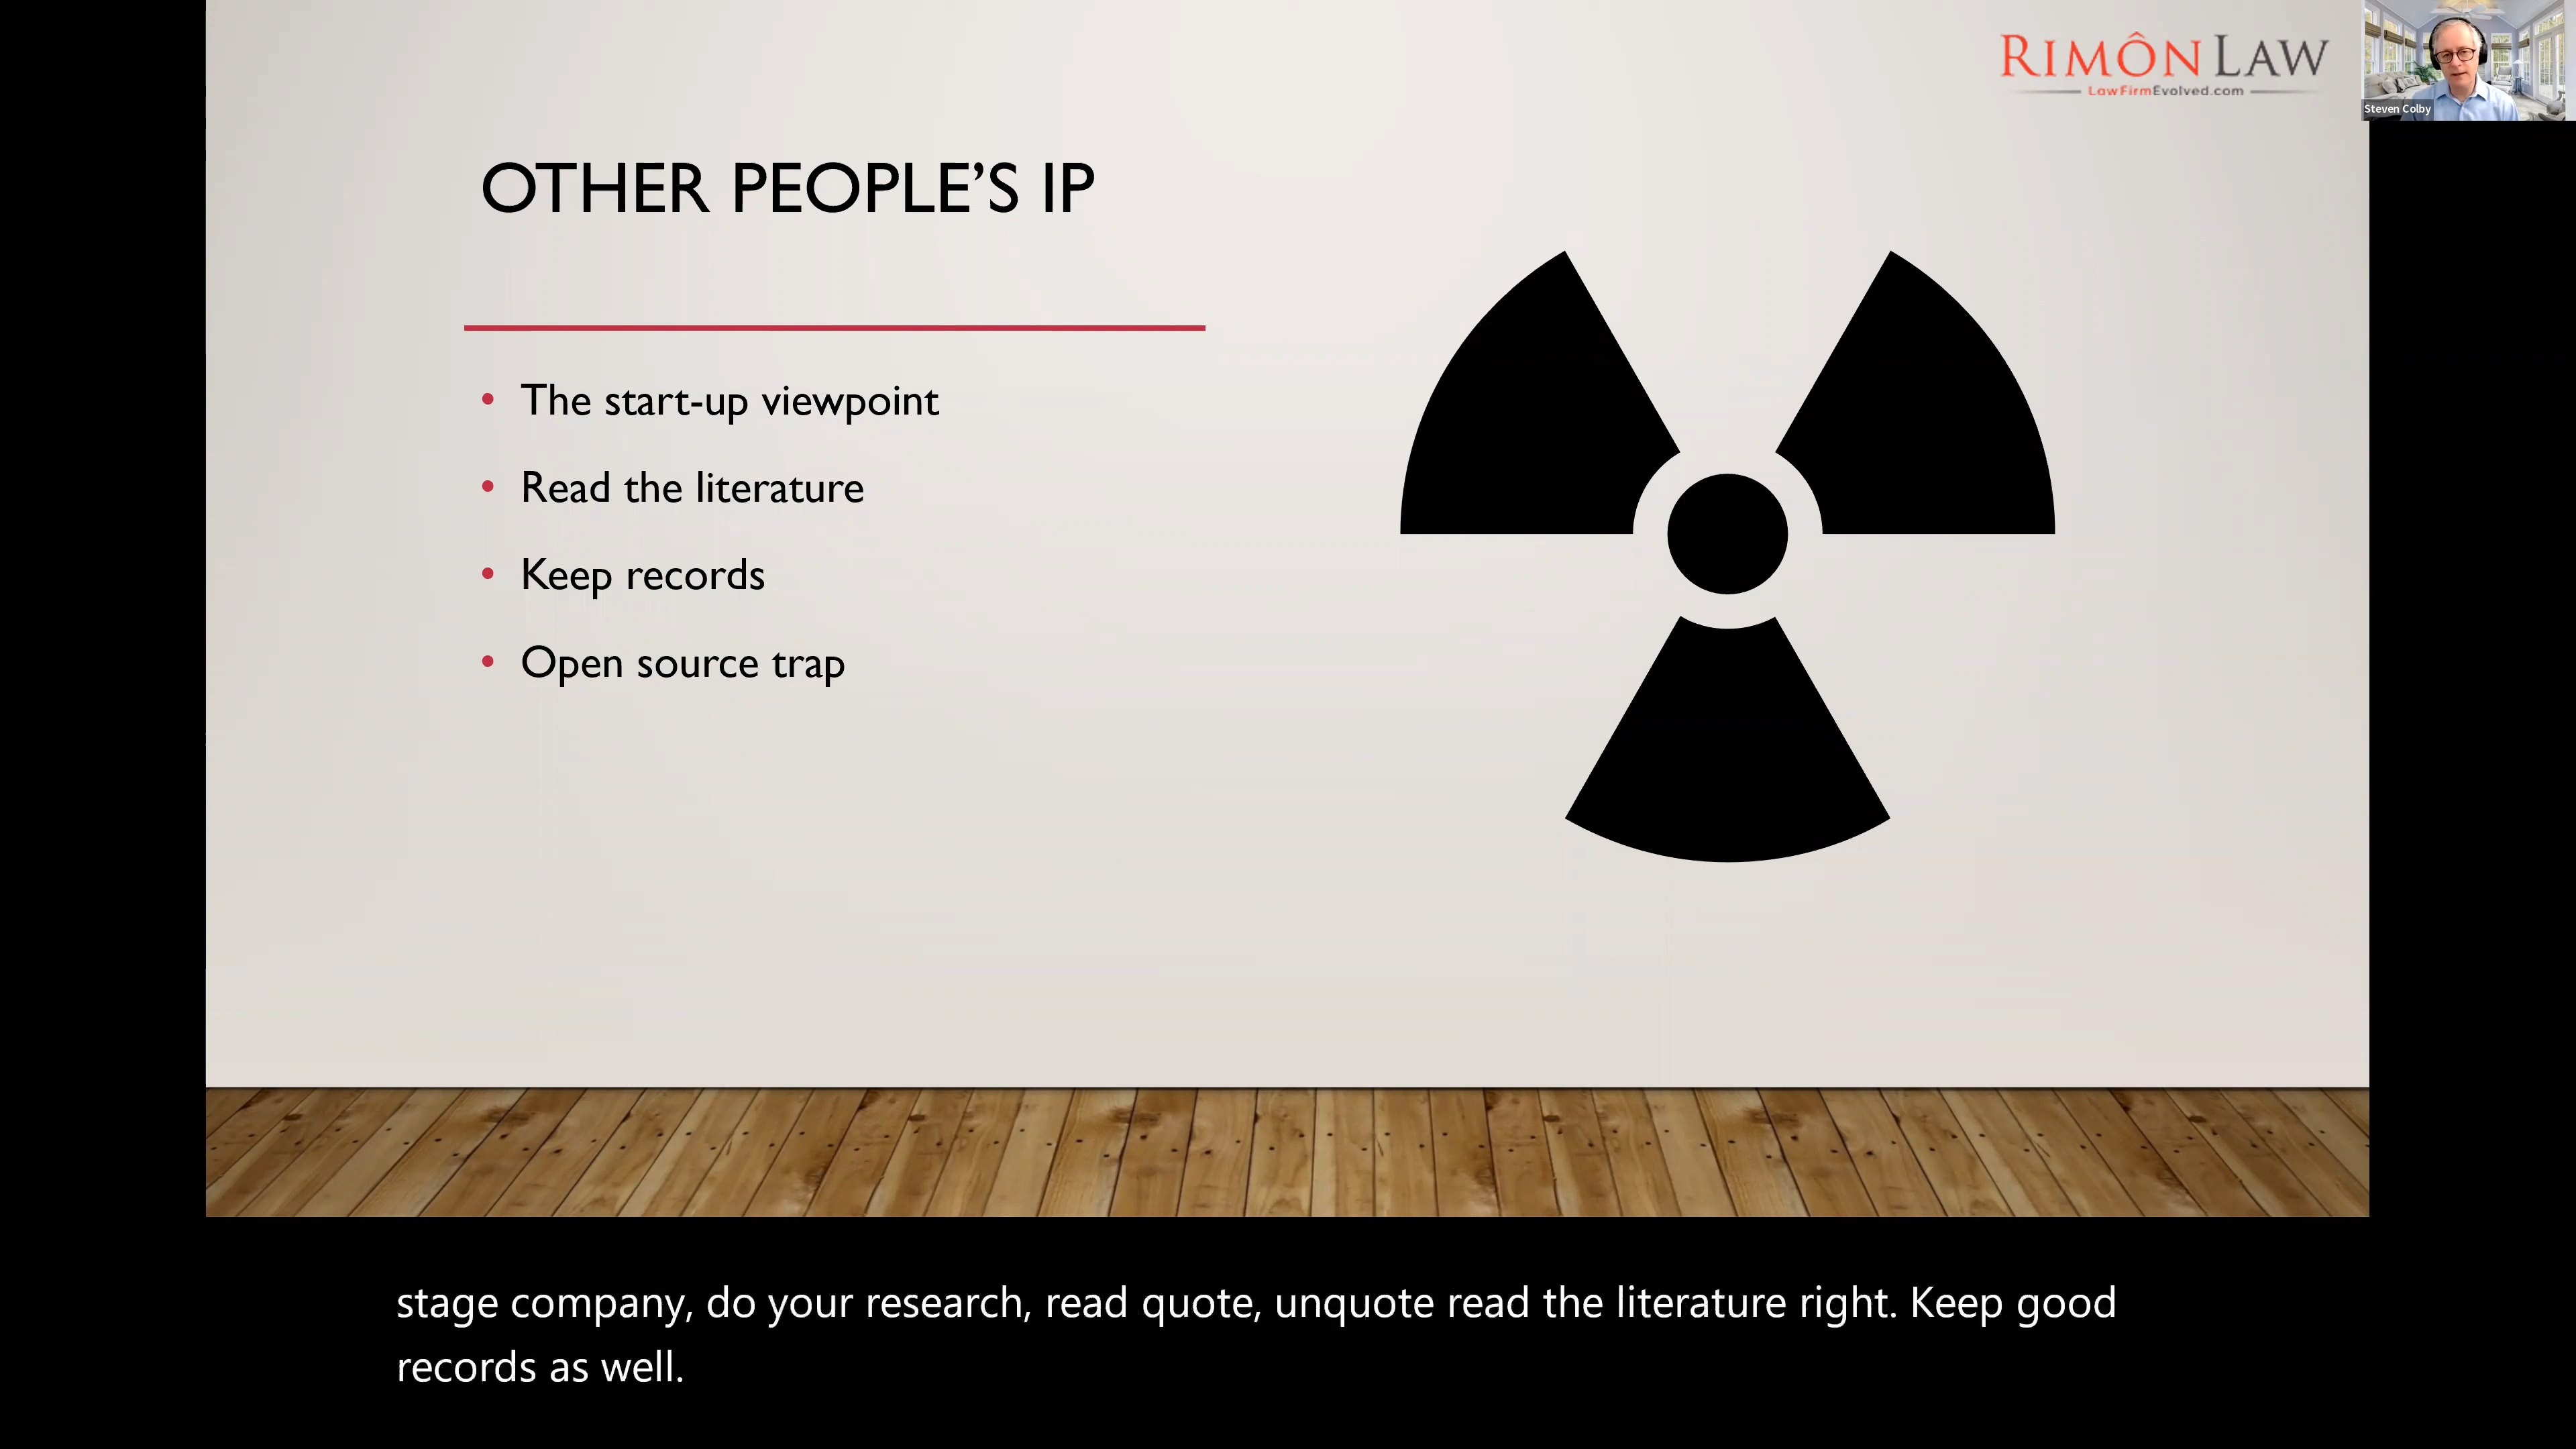 RIMÔN LAW
LawFirmEvolved.com
Steven Colby
OTHER PEOPLE’S IP
• The start-up viewpoint
• Read the literature
• Keep records
• Open source trap
stage company, do your research, read quote, unquote read the literature right. Keep good
records as well.